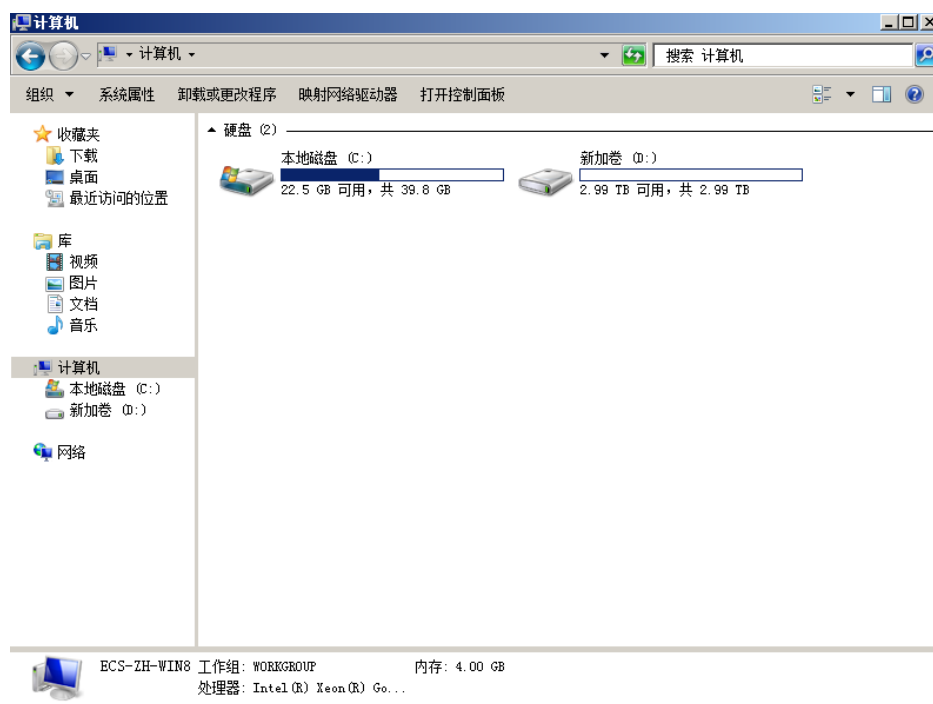 计算机
计算机
搜索 计算机
组织 系统属性 卸载或更改程序 映射网络驱动器 打开控制面板
收藏夹
下载
桌面
最近访问的位置
库
视频
图片
文档
音乐
计算机
本地磁盘 (C:)
新加卷 (D:)
网络
硬盘 (2)
本地磁盘 (C:)
22.5 GB 可用，共 39.8 GB
新加卷 (D:)
2.99 TB 可用，共 2.99 TB
ECS-ZH-WIN8 工作组: WORKGROUP 内存: 4.00 GB
处理器: Intel(R) Xeon(R) Go...